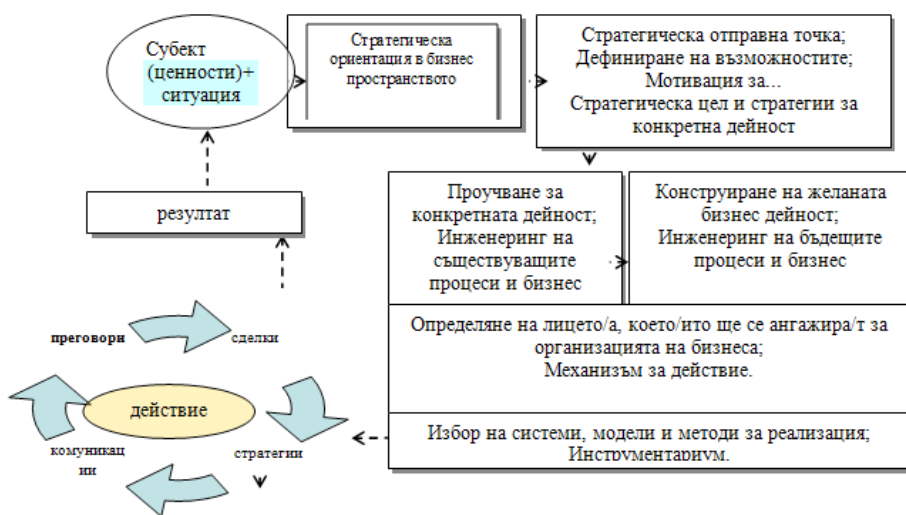 Субект
(ценности)+
ситуация
Стратегическа
ориентация в бизнес
пространството
Стратегическа отправна точка;
Дефиниране на възможностите;
Мотивация за...
Стратегическа цел и стратегии за
конкретна дейност
Проучване за
конкретната дейност;
Инженеринг на
съществуващите
процеси и бизнес
Конструиране на желаната
бизнес дейност;
Инженеринг на бъдещите
процеси и бизнес
резултат
Определяне на лицето/а, което/ито ще се ангажира/т за
организацията на бизнеса;
Механизъм за действие.
Избор на системи, модели и методи за реализация;
Инструментариум.
преговори
сделки
действие
комуникац
ии
стратегии